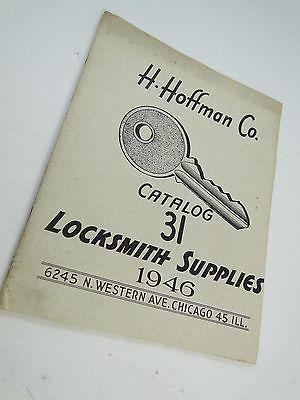 H. Hoffman Co.
CATALOG
31
LOCKSMITH SUPPLIES
1946
6245 N. WESTERN AVE. CHICAGO 45 ILL.